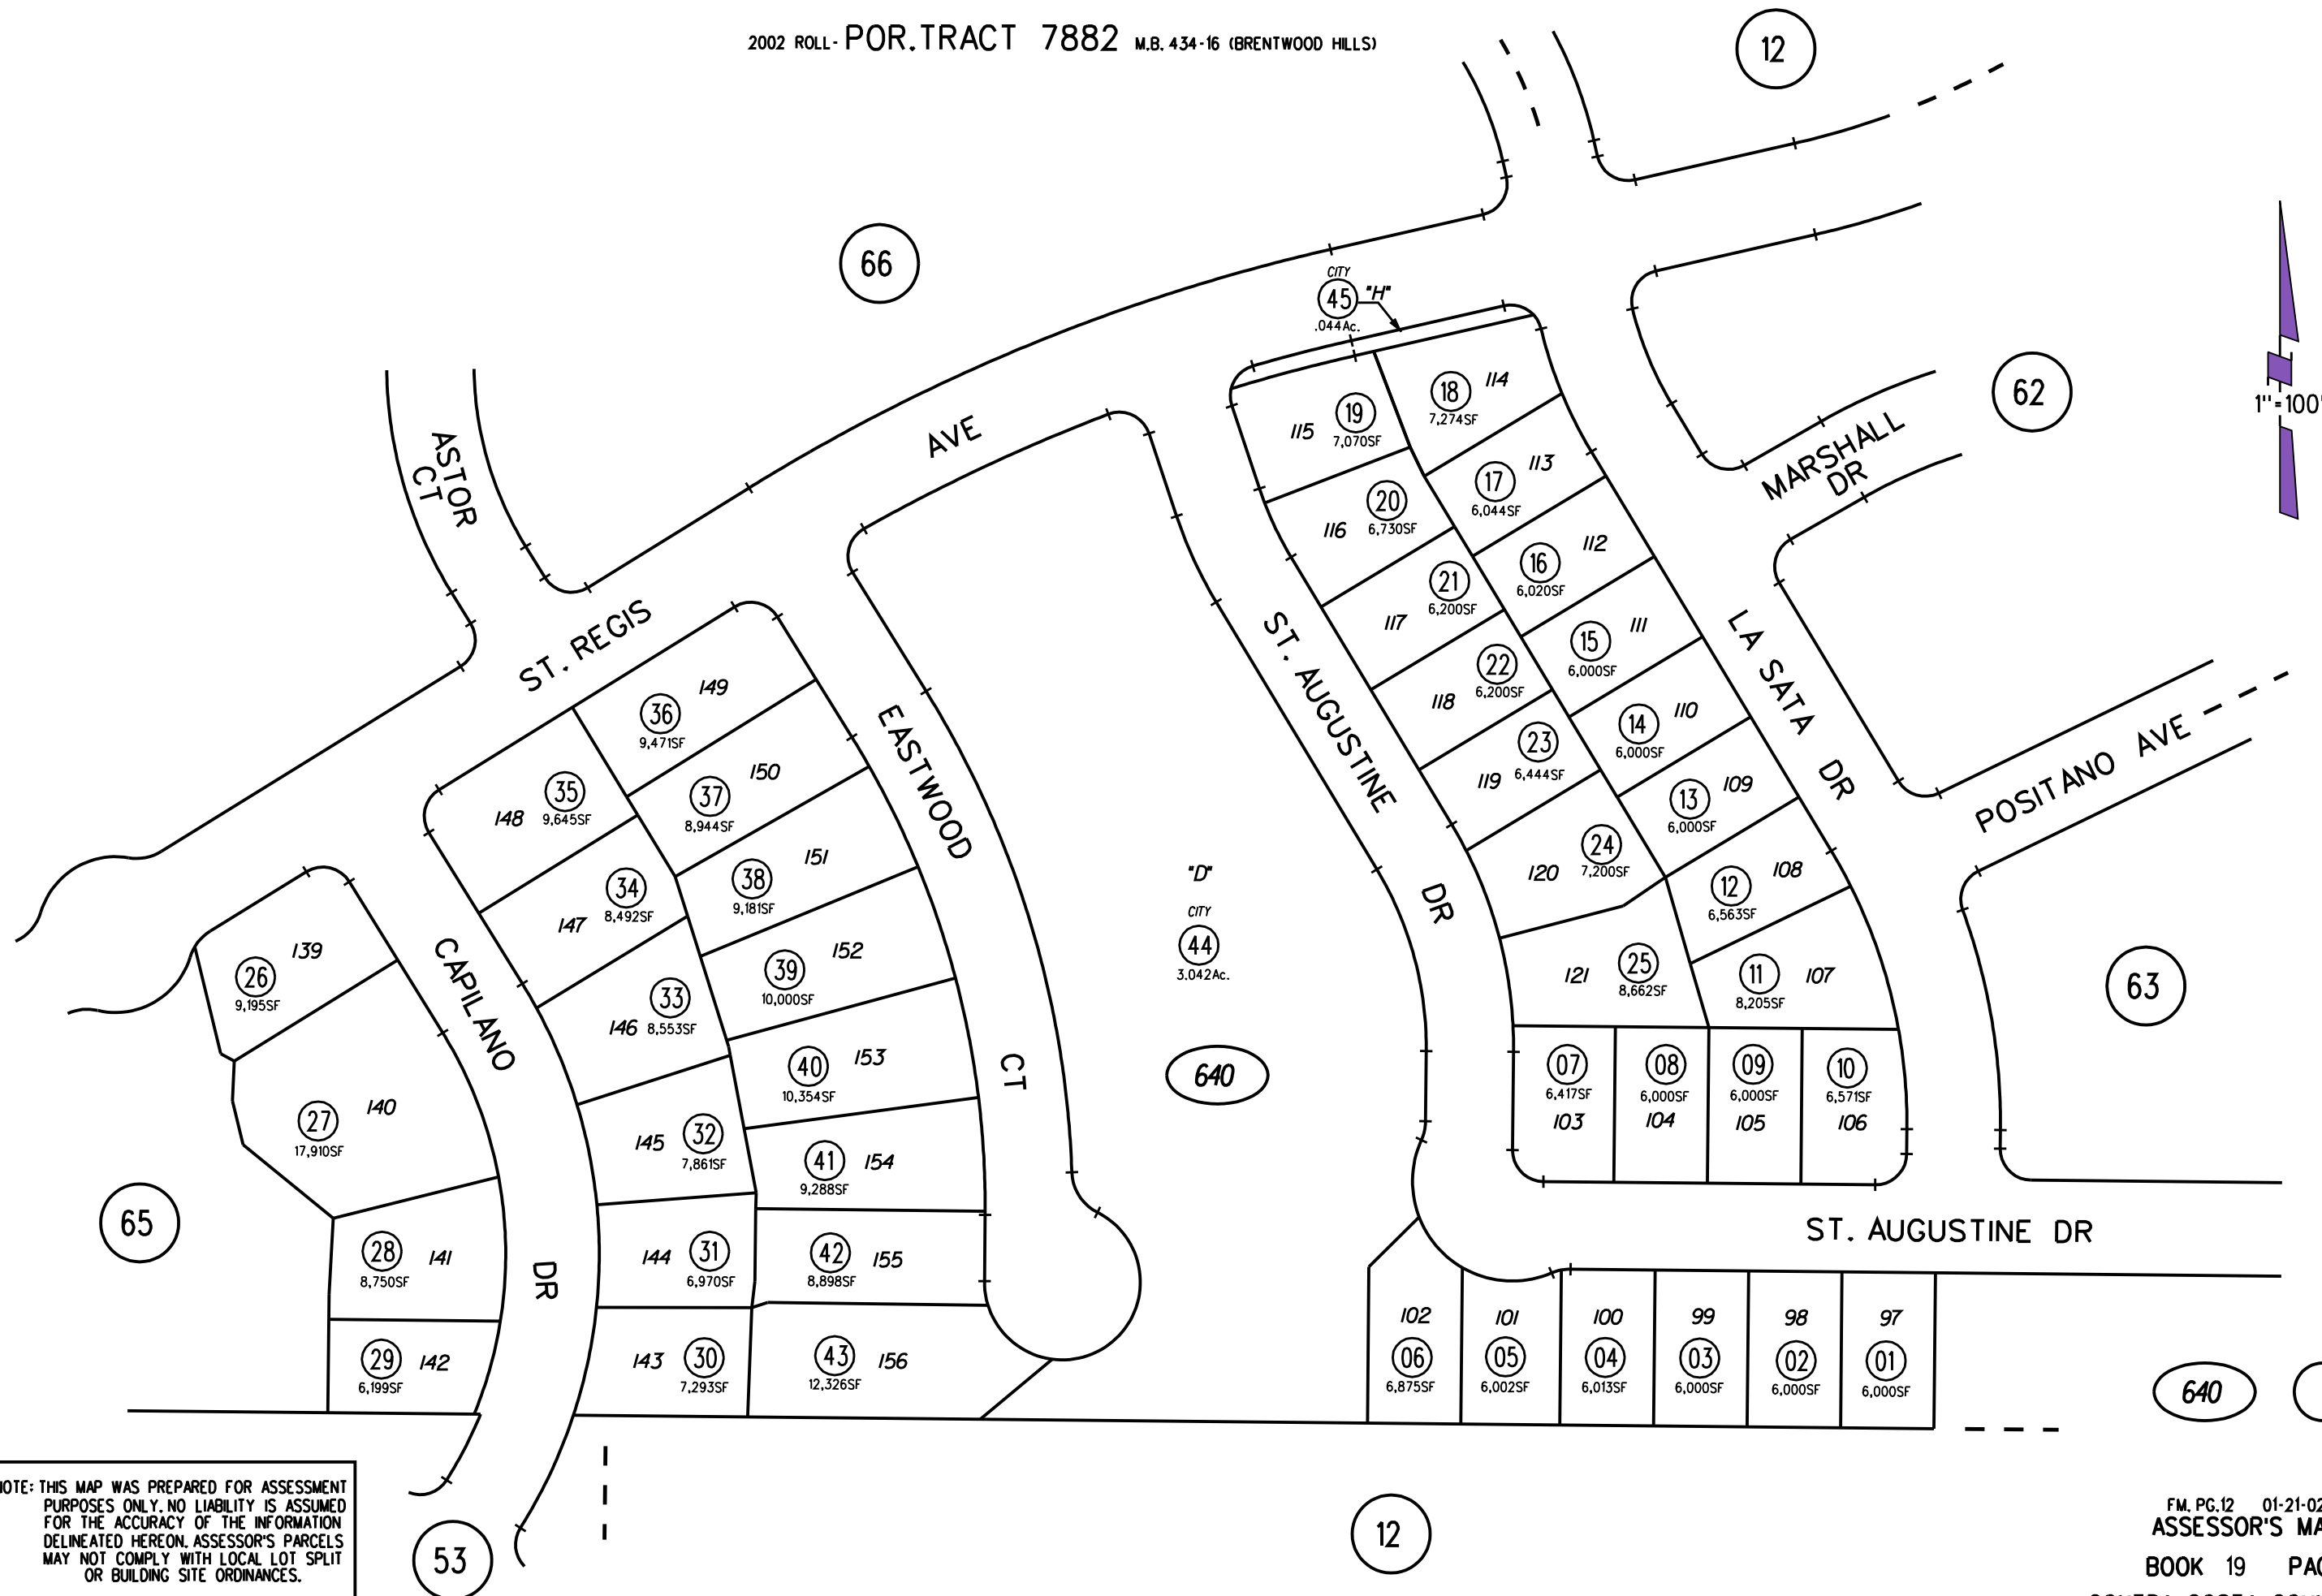 2002 ROLL- POR. TRACT 7882 M.B. 434-16 (BRENTWOOD HILLS)
12
66
CITY
45 "H"
.044Ac.
62
1"=100'
ASTOR
CT
AVE
ST. REGIS
MARSHALL
DR
EASTWOOD
CT
ST. AUGUSTINE
DR
LA SATA DR
POSITANO AVE
CAPILANO
DR
18 114
7,274SF
115 19
7,070SF
17 113
6,044SF
116 20
6,730SF
16 112
6,020SF
117 21
6,200SF
15 111
6,000SF
118 22
6,200SF
14 110
6,000SF
119 23
6,444SF
13 109
6,000SF
120 24
7,200SF
12 108
6,563SF
121 25
8,662SF
11 107
8,205SF
07
6,417SF
103
08
6,000SF
104
09
6,000SF
105
10
6,571SF
106
63
36 149
9,471SF
148 35
9,645SF
37 150
8,944SF
147 34
8,492SF
38 151
9,181SF
146 33
8,553SF
39 152
10,000SF
40 153
10,354SF
145 32
7,861SF
41 154
9,288SF
144 31
6,970SF
42 155
8,898SF
143 30
7,293SF
43 156
12,326SF
26 139
9,195SF
27 140
17,910SF
28 141
8,750SF
29 142
6,199SF
65
"D"
CITY
44
3.042Ac.
640
ST. AUGUSTINE DR
102
06
6,875SF
101
05
6,002SF
100
04
6,013SF
99
03
6,000SF
98
02
6,000SF
97
01
6,000SF
640
NOTE: THIS MAP WAS PREPARED FOR ASSESSMENT
PURPOSES ONLY. NO LIABILITY IS ASSUMED
FOR THE ACCURACY OF THE INFORMATION
DELINEATED HEREON. ASSESSOR'S PARCELS
MAY NOT COMPLY WITH LOCAL LOT SPLIT
OR BUILDING SITE ORDINANCES.
53
12
FM. PG. 12 01-21-02
ASSESSOR'S MA
BOOK 19 PA